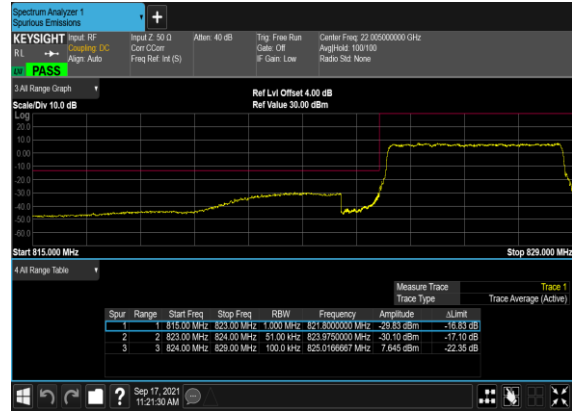 Spectrum Analyzer 1
Spurious Emissions
KEYSIGHT Input: RF Input Z: 50 Ω Atten: 40 dB Trig: Free Run Center Freq: 22.005000000 GHz
RL Coupling: DC Corr CCorr Gate: Off Avg|Hold: 100/100
Align: Auto Freq Ref: Int (S) IF Gain: Low Radio Std: None
LM PASS
3 All Range Graph
Ref Lvl Offset 4.00 dB
Scale/Div 10.0 dB Ref Value 30.00 dBm
Log
20.0
10.0
0.00
-10.0
-20.0
-30.0
-40.0
-50.0
-60.0
Start 815.000 MHz Stop 829.000 MHz
4 All Range Table
Measure Trace Trace 1
Trace Type Trace Average (Active)
Spur Range Start Freq Stop Freq RBW Frequency Amplitude ΔLimit
1 1 815.00 MHz 823.00 MHz 1.000 MHz 821.8000000 MHz -29.83 dBm -16.83 dB
2 2 823.00 MHz 824.00 MHz 51.00 kHz 823.9750000 MHz -30.10 dBm -17.10 dB
3 3 824.00 MHz 829.00 MHz 100.0 kHz 825.0166667 MHz 7.645 dBm -22.35 dB
Sep 17, 2021
11:21:30 AM